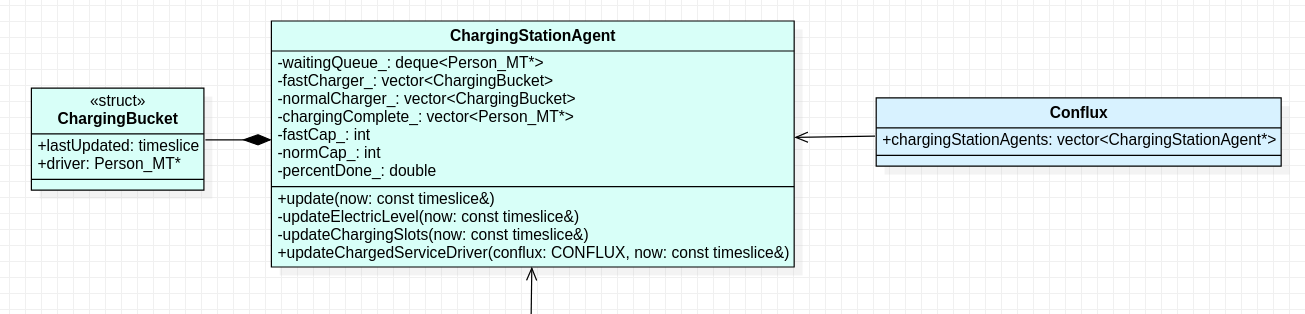 «struct»
ChargingBucket
+lastUpdated: timeslice
+driver: Person_MT*
ChargingStationAgent
-waitingQueue_: deque<Person_MT*>
-fastCharger_: vector<ChargingBucket>
-normalCharger_: vector<ChargingBucket>
-chargingComplete_: vector<Person_MT*>
-fastCap_: int
-normCap_: int
-percentDone_: double
+update(now: const timeslice&)
-updateElectricLevel(now: const timeslice&)
-updateChargingSlots(now: const timeslice&)
+updateChargedServiceDriver(conflux: CONFLUX, now: const timeslice&)
Conflux
+chargingStationAgents: vector<ChargingStationAgent*>